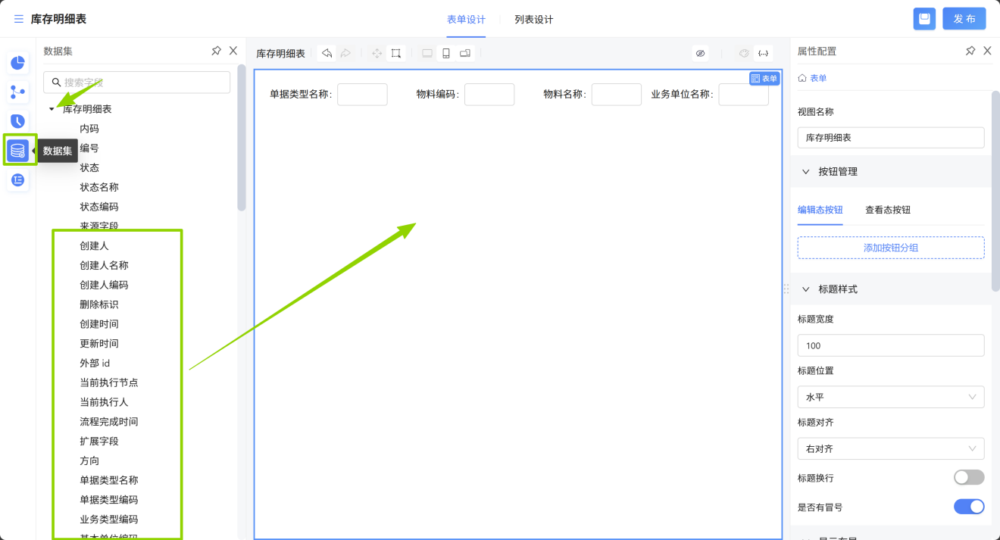 库存明细表
表单设计
列表设计
发 布
数据集
搜索字段
库存明细表
内码
数据集
编号
状态
状态名称
状态编码
来源字段
创建人
创建人名称
创建人编码
删除标识
创建时间
更新时间
外部 id
当前执行节点
当前执行人
流程完成时间
扩展字段
方向
单据类型名称
单据类型编码
业务类型编码
基本单位编码
库存明细表
表单
单据类型名称:
物料编码:
物料名称:
业务单位名称:
属性配置
表单
视图名称
库存明细表
按钮管理
编辑态按钮
查看态按钮
添加按钮分组
标题样式
标题宽度
100
标题位置
水平
标题对齐
右对齐
标题换行
是否有冒号